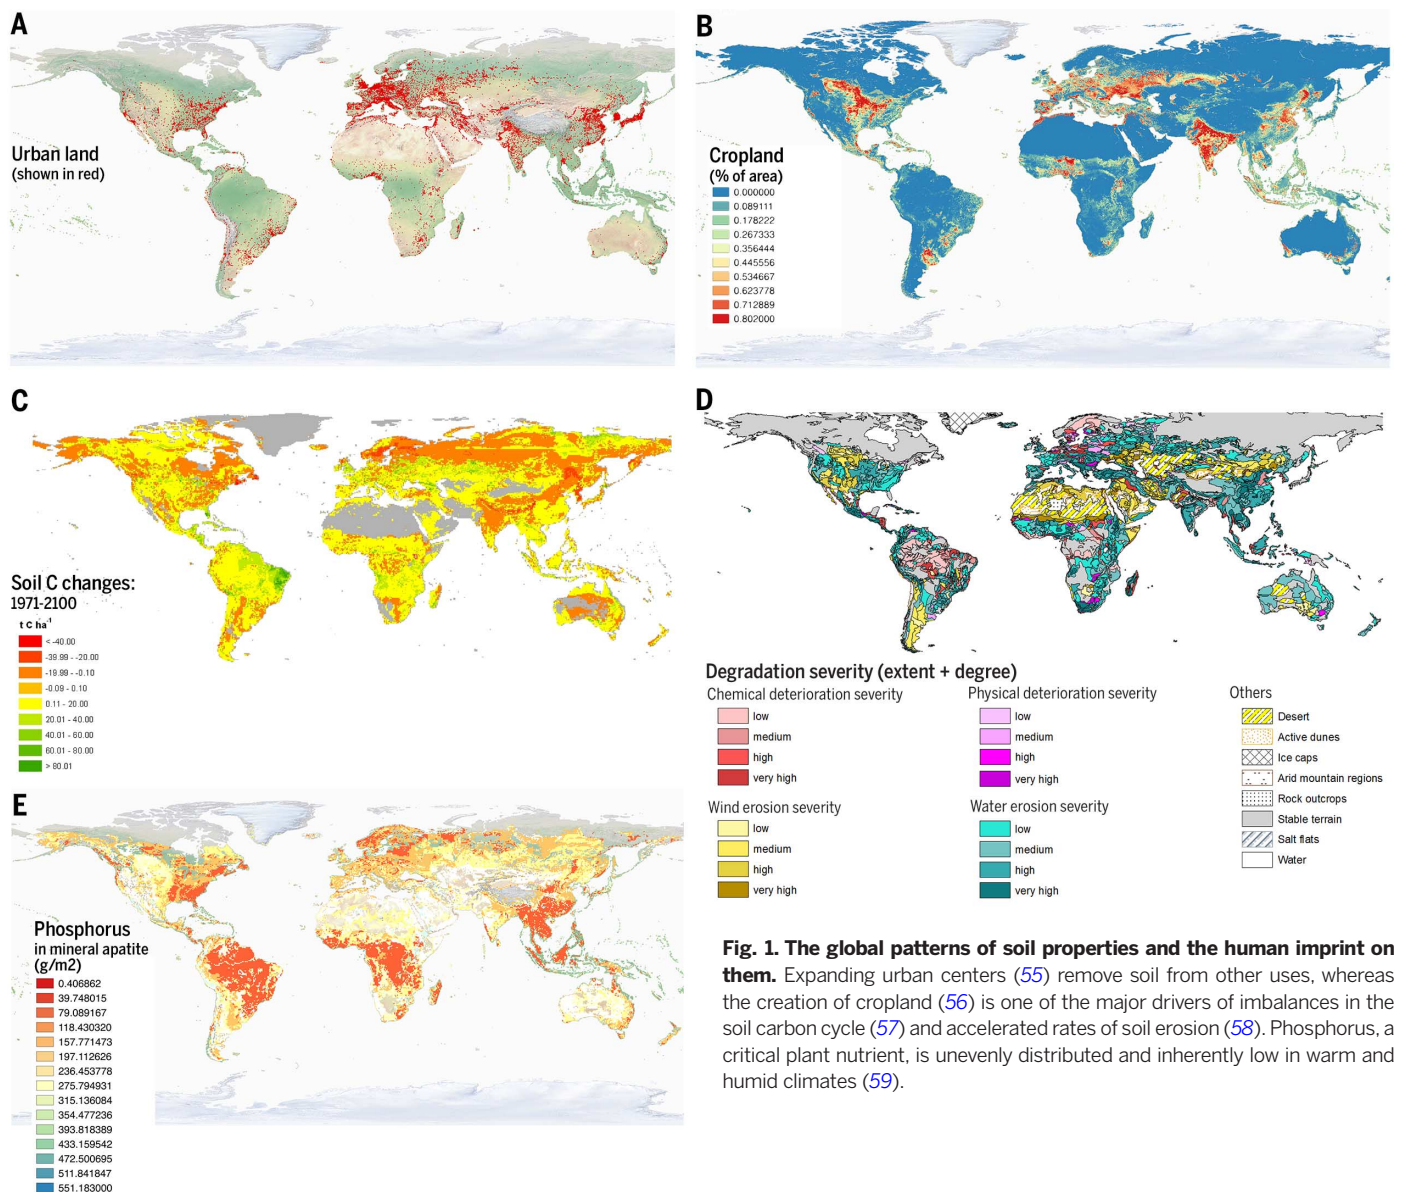 A
Urban land
(shown in red)
B
Cropland
(% of area)
0.000000
0.089111
0.178222
0.267333
0.356444
0.445556
0.534667
0.623778
0.712889
0.802000
C
Soil C changes:
1971-2100
t C ha⁻¹
< -40.00
-39.99 - -20.00
-19.99 - -0.10
-0.09 - 0.10
0.11 - 20.00
20.01 - 40.00
40.01 - 60.00
60.01 - 80.00
> 80.01
D
Degradation severity (extent + degree)
Chemical deterioration severity
low
medium
high
very high
Physical deterioration severity
low
medium
high
very high
Others
Desert
Active dunes
Ice caps
Arid mountain regions
Rock outcrops
Stable terrain
Salt flats
Water
Wind erosion severity
low
medium
high
very high
Water erosion severity
low
medium
high
very high
E
Phosphorus
in mineral apatite
(g/m2)
0.406862
39.748015
79.089167
118.430320
157.771473
197.112626
236.453778
275.794931
315.136084
354.477236
393.818389
433.159542
472.500695
511.841847
551.183000
Fig. 1. The global patterns of soil properties and the human imprint on
them. Expanding urban centers (55) remove soil from other uses, whereas
the creation of cropland (56) is one of the major drivers of imbalances in the
soil carbon cycle (57) and accelerated rates of soil erosion (58). Phosphorus, a
critical plant nutrient, is unevenly distributed and inherently low in warm and
humid climates (59).